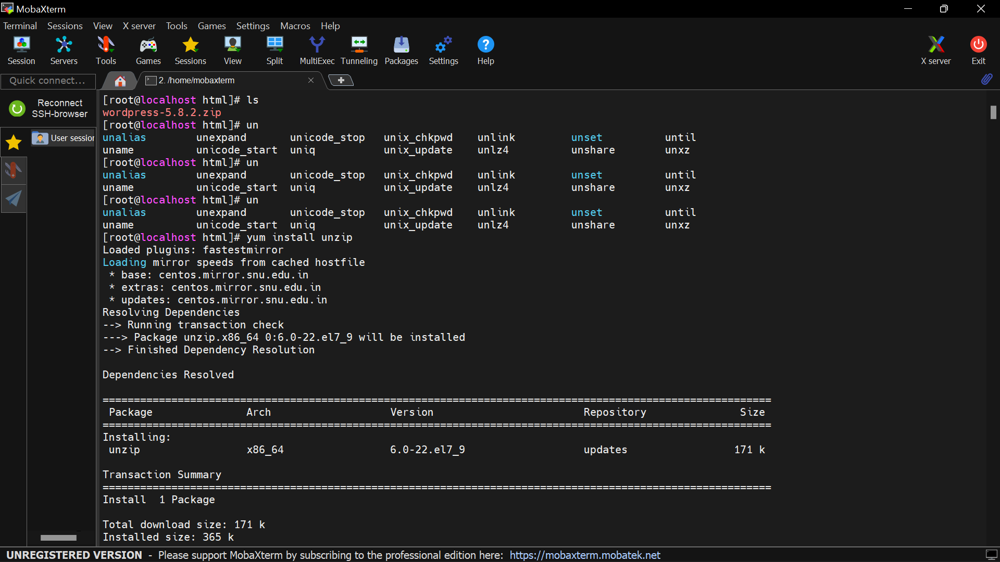 MobaXterm
Terminal Sessions View X server Tools Games Settings Macros Help
Session Servers Tools Games Sessions View Split MultiExec Tunneling Packages Settings Help X server Exit
Quick connect...
2. /home/mobaxterm
Reconnect
SSH-browser
User session
[root@localhost html]# ls
wordpress-5.8.2.zip
[root@localhost html]# un
unalias unexpand unicode_stop unix_chkpwd unlink unset until
uname unicode_start uniq unix_update unlz4 unshare unxz
[root@localhost html]# un
unalias unexpand unicode_stop unix_chkpwd unlink unset until
uname unicode_start uniq unix_update unlz4 unshare unxz
[root@localhost html]# un
unalias unexpand unicode_stop unix_chkpwd unlink unset until
uname unicode_start uniq unix_update unlz4 unshare unxz
[root@localhost html]# yum install unzip
Loaded plugins: fastestmirror
Loading mirror speeds from cached hostfile
* base: centos.mirror.snu.edu.in
* extras: centos.mirror.snu.edu.in
* updates: centos.mirror.snu.edu.in
Resolving Dependencies
--> Running transaction check
---> Package unzip.x86_64 0:6.0-22.el7_9 will be installed
--> Finished Dependency Resolution
Dependencies Resolved
================================================================================
Package Arch Version Repository Size
================================================================================
Installing:
unzip x86_64 6.0-22.el7_9 updates 171 k
Transaction Summary
================================================================================
Install 1 Package
Total download size: 171 k
Installed size: 365 k
UNREGISTERED VERSION - Please support MobaXterm by subscribing to the professional edition here: https://mobaxterm.mobatek.net